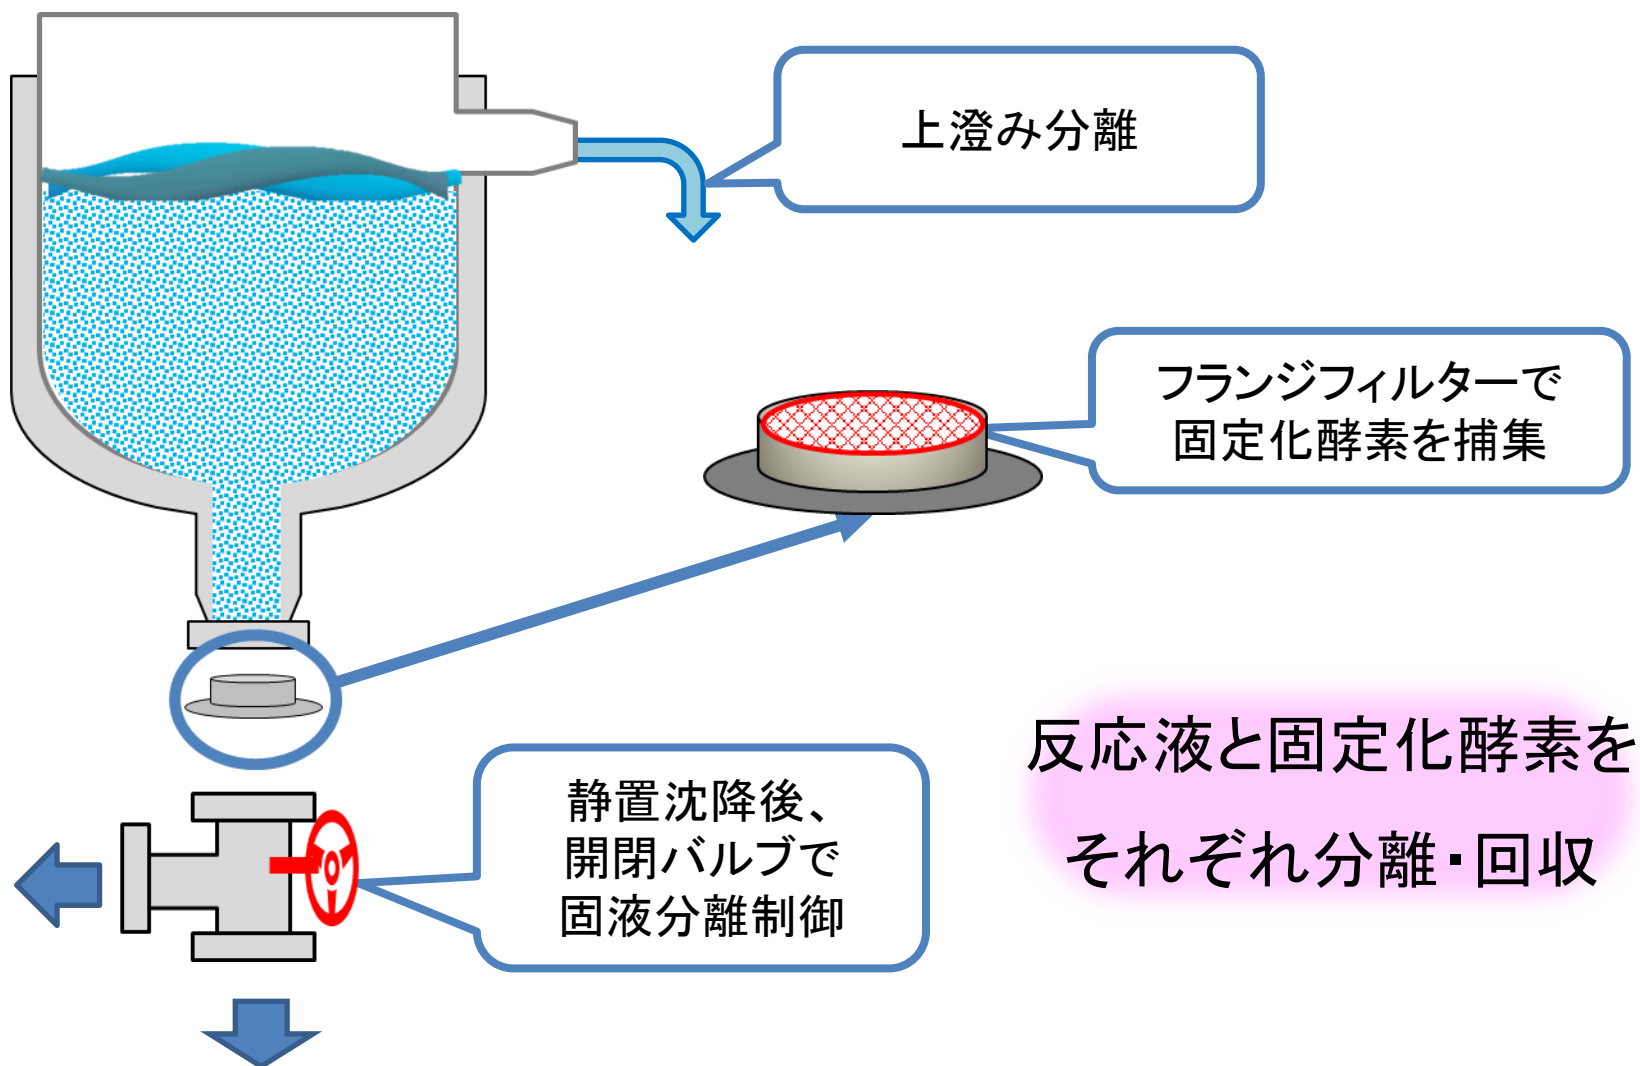 上澄み分離
フランジフィルターで
固定化酵素を捕集
反応液と固定化酵素を
それぞれ分離・回収
静置沈降後、
開閉バルブで
固液分離制御